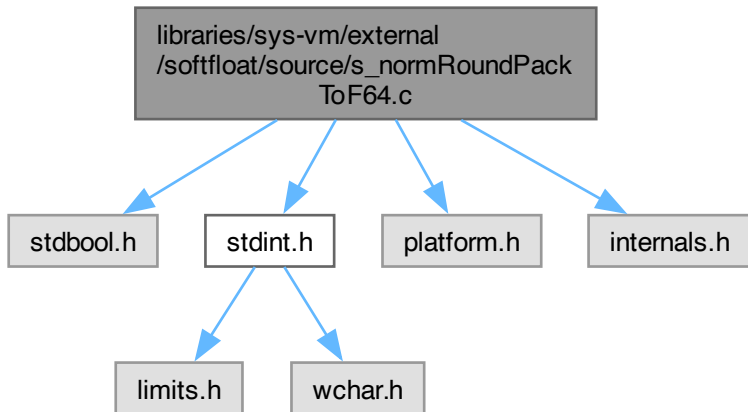 libraries/sys-vm/external
/softfloat/source/s_normRoundPack
ToF64.c
stdbool.h
stdint.h
platform.h
internals.h
limits.h
wchar.h